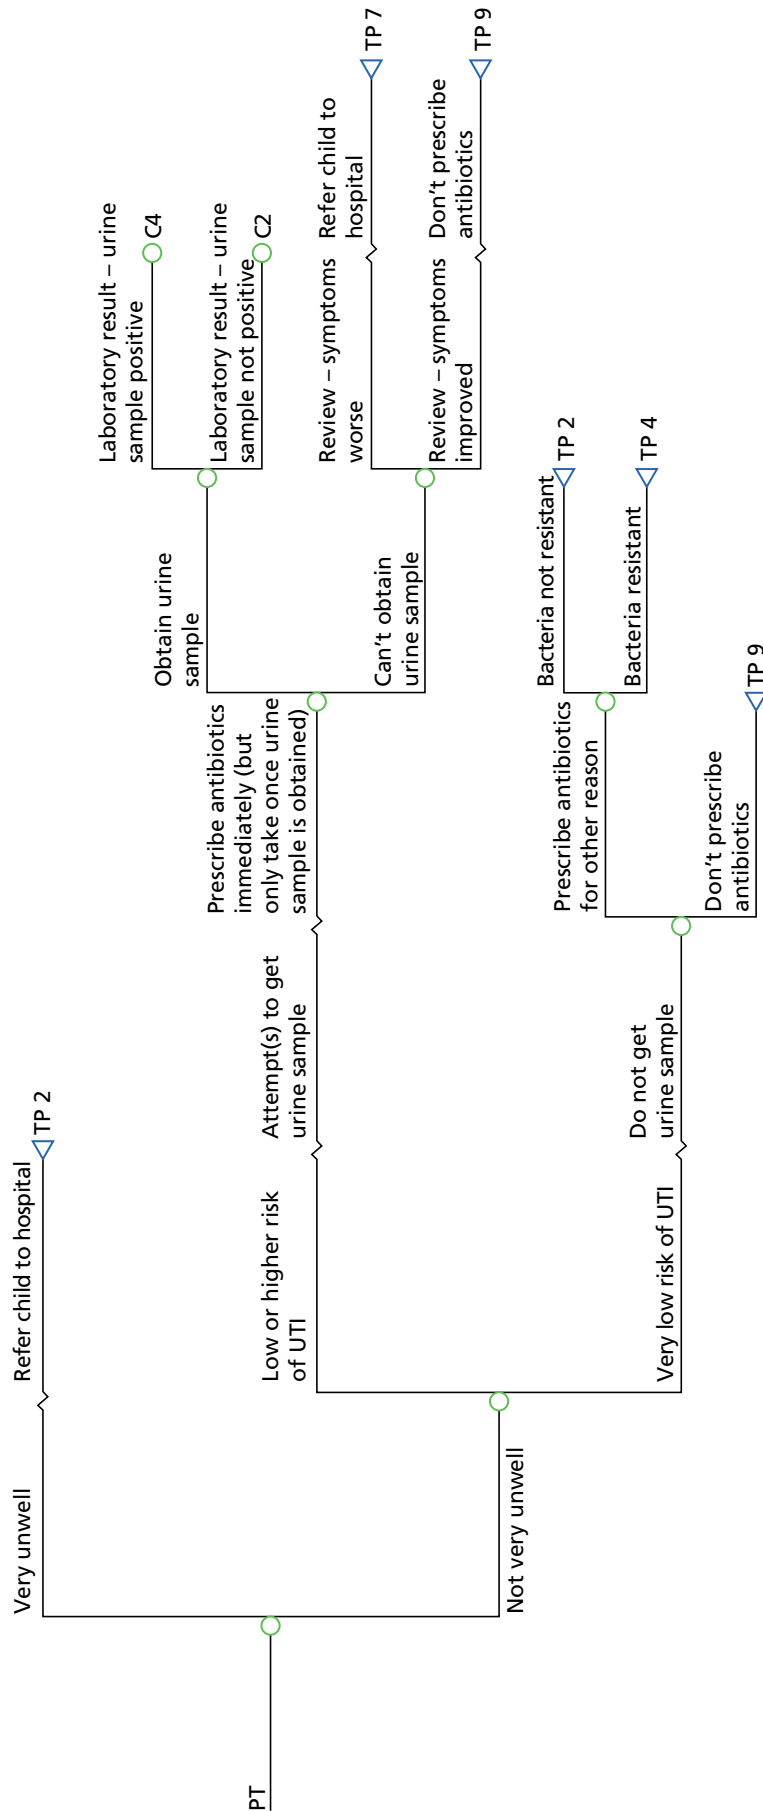 PT
Very unwell
Refer child to hospital
TP 2
Not very unwell
Low or higher risk
of UTI
Attempt(s) to get
urine sample
Prescribe antibiotics
immediately (but
only take once urine
sample is obtained)
Obtain urine
sample
Laboratory result – urine
sample positive
C4
Laboratory result – urine
sample not positive
C2
Can't obtain
urine sample
Review – symptoms
worse
Refer child to
hospital
TP 7
Review – symptoms
improved
Don't prescribe
antibiotics
TP 9
Very low risk of UTI
Do not get
urine sample
Prescribe antibiotics
for other reason
Bacteria not resistant
TP 2
Bacteria resistant
TP 4
Don't prescribe
antibiotics
TP 9